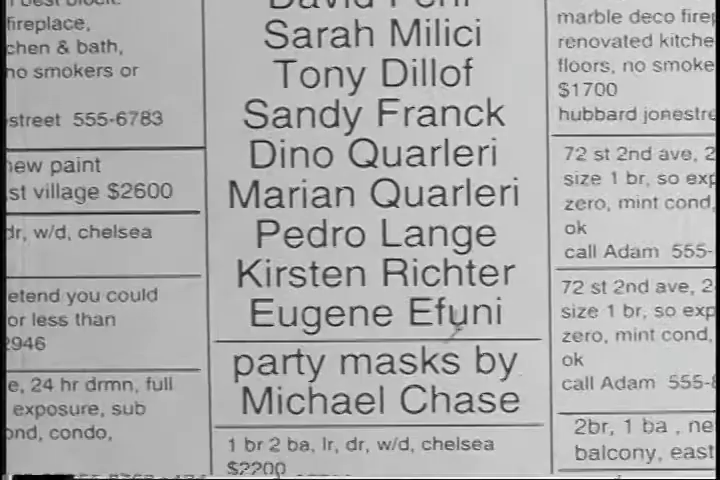 fireplace,
chen & bath,
no smokers or
street 555-6783
new paint
st village $2600
dr, w/d, chelsea
etend you could
or less than
2946
e, 24 hr drmn, full
exposure, sub
ond, condo,
Sarah Milici
Tony Dillof
Sandy Franck
Dino Quarleri
Marian Quarleri
Pedro Lange
Kirsten Richter
Eugene Efuni
party masks by
Michael Chase
1 br 2 ba, lr, dr, w/d, chelsea
$2200
marble deco firep
renovated kitche
floors, no smoke
$1700
hubbard jonestre
72 st 2nd ave, 2
size 1 br, so exp
zero, mint cond,
ok
call Adam 555-
72 st 2nd ave, 2
size 1 br, so exp
zero, mint cond,
ok
call Adam 555-8
2br, 1 ba , ne
balcony, east